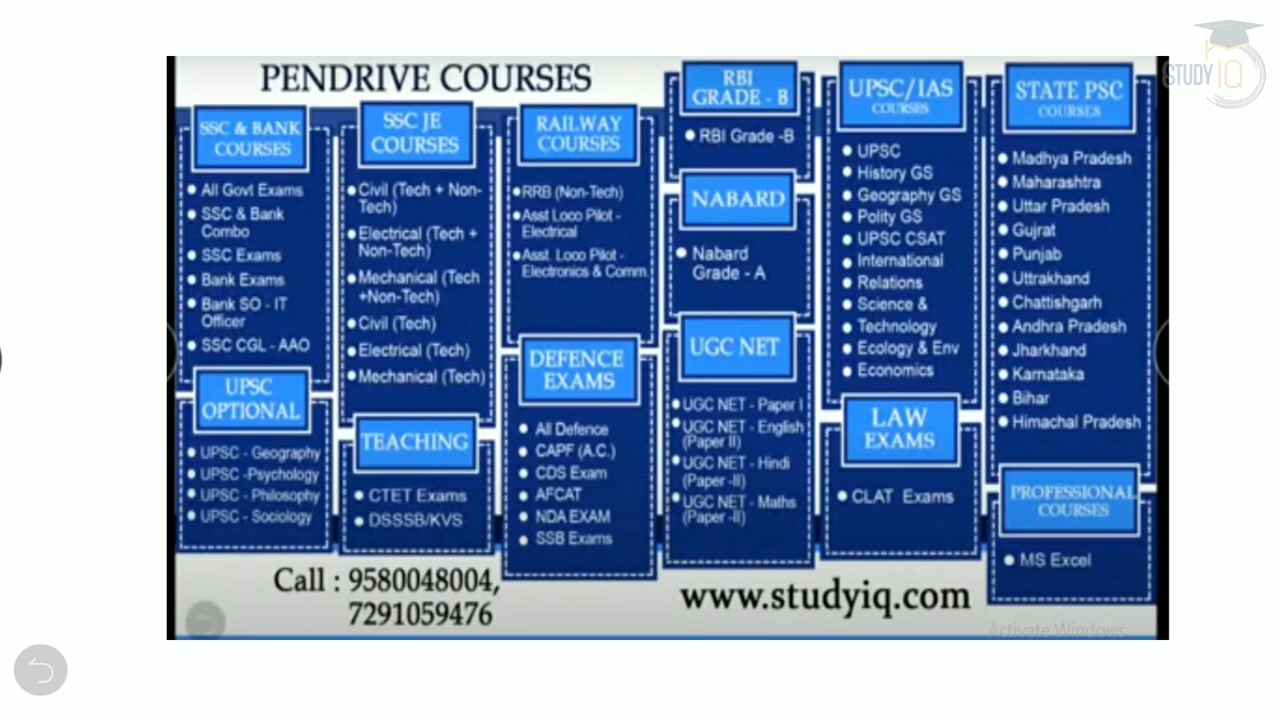 STUDY IQ
PENDRIVE COURSES
SSC & BANK
COURSES
All Govt Exams
SSC & Bank
Combo
SSC Exams
Bank Exams
Bank SO - IT
Officer
SSC CGL - AAO
UPSC
OPTIONAL
UPSC - Geography
UPSC -Psychology
UPSC - Philosophy
UPSC - Sociology
SSC JE
COURSES
Civil (Tech + Non-
Tech)
Electrical (Tech +
Non-Tech)
Mechanical (Tech
+Non-Tech)
Civil (Tech)
Electrical (Tech)
Mechanical (Tech)
TEACHING
CTET Exams
DSSSB/KVS
RAILWAY
COURSES
RRB (Non-Tech)
Asst Loco Pilot -
Electrical
Asst. Loco Pilot -
Electronics & Comm.
DEFENCE
EXAMS
All Defence
CAPF (A.C.)
CDS Exam
AFCAT
NDA EXAM
SSB Exams
RBI
GRADE - B
RBI Grade -B
NABARD
Nabard
Grade - A
UGC NET
UGC NET - Paper I
UGC NET - English
(Paper II)
UGC NET - Hindi
(Paper -II)
UGC NET - Maths
(Paper -II)
UPSC/IAS
COURSES
UPSC
History GS
Geography GS
Polity GS
UPSC CSAT
International
Relations
Science &
Technology
Ecology & Env
Economics
LAW
EXAMS
CLAT Exams
STATE PSC
COURSES
Madhya Pradesh
Maharashtra
Uttar Pradesh
Gujrat
Punjab
Uttrakhand
Chattishgarh
Andhra Pradesh
Jharkhand
Karnataka
Bihar
Himachal Pradesh
PROFESSIONAL
COURSES
MS Excel
Call : 9580048004,
7291059476
www.studyiq.com
Activate Windows